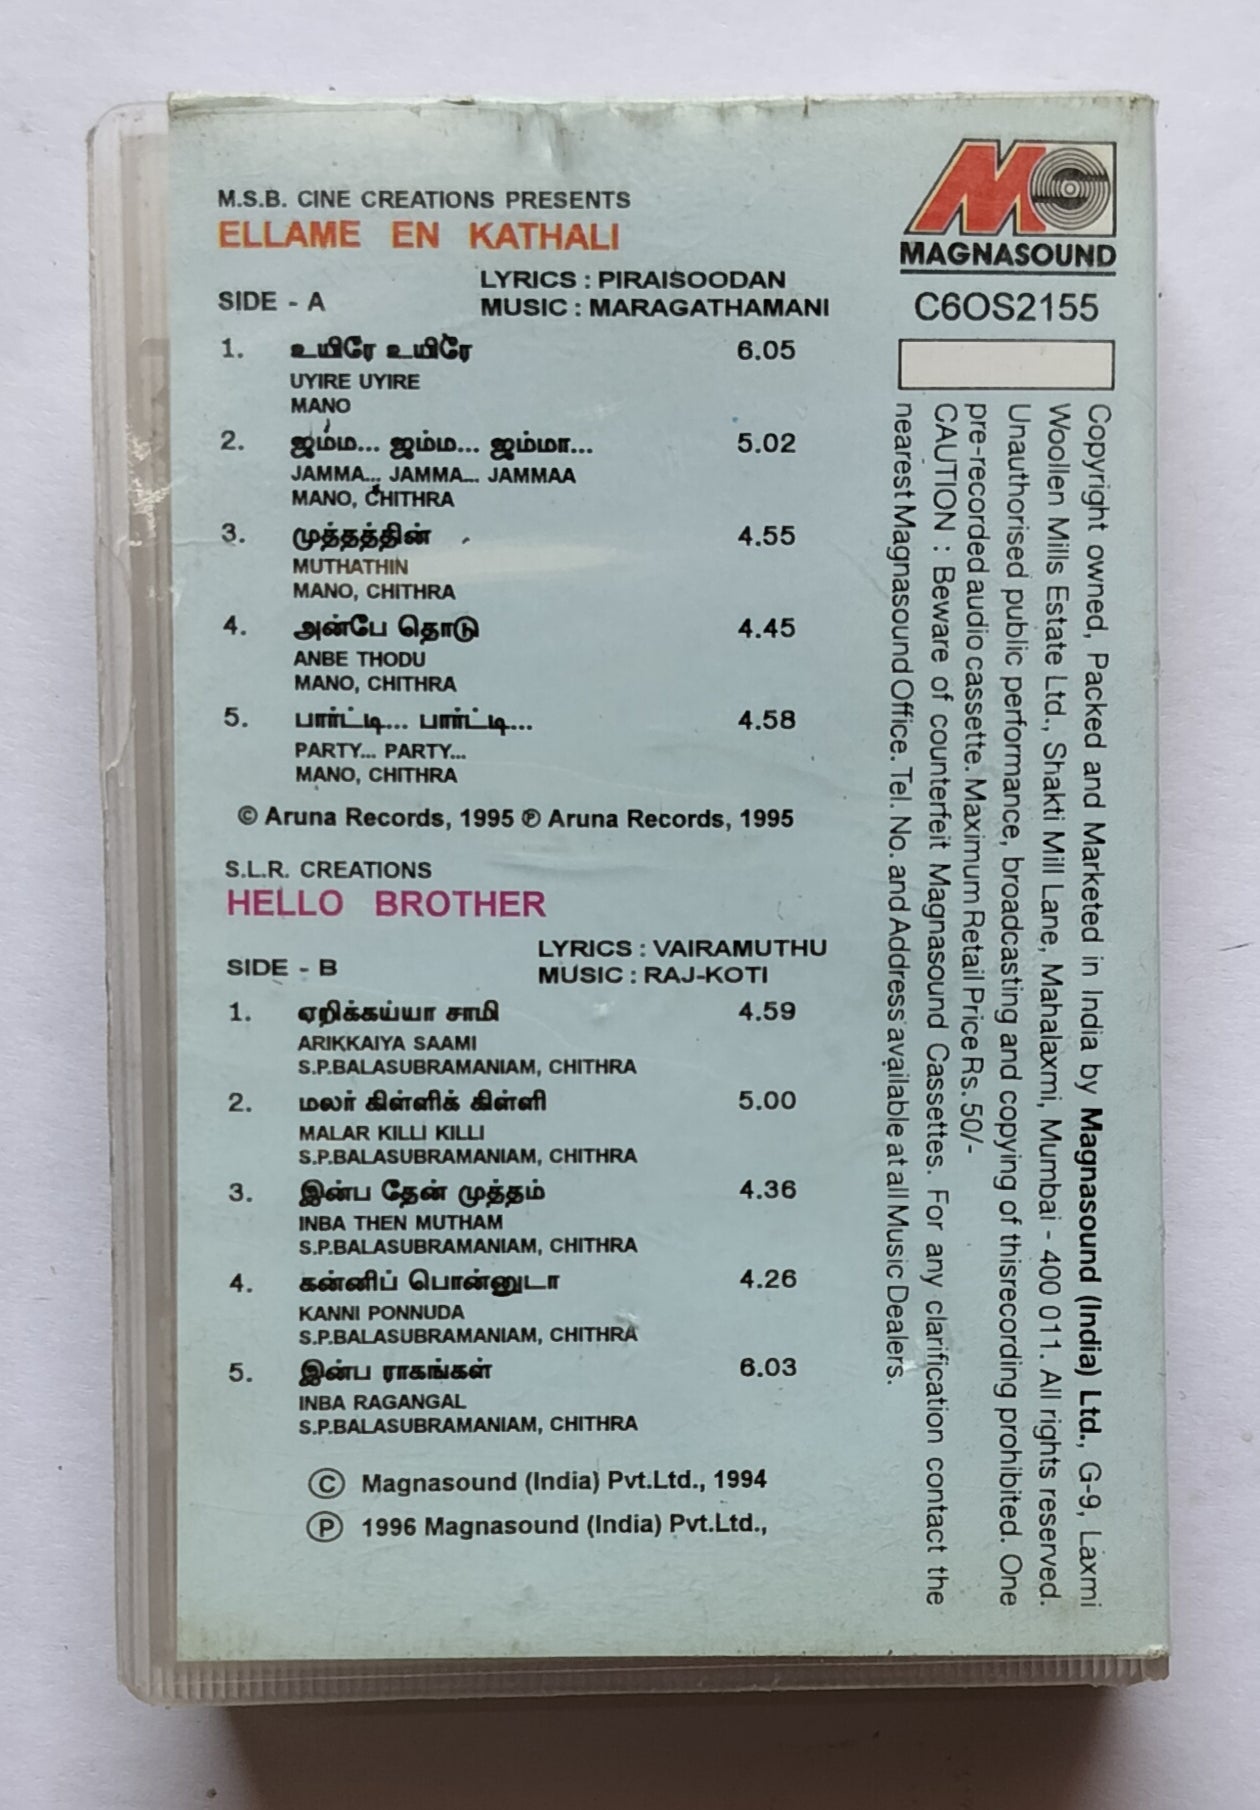 M.S.B. CINE CREATIONS PRESENTS
ELLAME EN KATHALI
LYRICS : PIRAISOODAN
SIDE - A
MUSIC : MARAGATHAMANI
1. உயிரே உயிரே 6.05
UYIRE UYIRE
MANO
2. ஜம்ம... ஜம்ம... ஜம்மா... 5.02
JAMMA... JAMMA... JAMMAA
MANO, CHITHRA
3. முத்தத்தின் 4.55
MUTHATHIN
MANO, CHITHRA
4. அன்பே தொடு 4.45
ANBE THODU
MANO, CHITHRA
5. பார்ட்டி... பார்ட்டி... 4.58
PARTY... PARTY...
MANO, CHITHRA
© Aruna Records, 1995 ℗ Aruna Records, 1995
S.L.R. CREATIONS
HELLO BROTHER
LYRICS : VAIRAMUTHU
SIDE - B
MUSIC : RAJ-KOTI
1. ஏறிக்கய்யா சாமி 4.59
ARIKKAIYA SAAMI
S.P.BALASUBRAMANIAM, CHITHRA
2. மலர் கிள்ளிக் கிள்ளி 5.00
MALAR KILLI KILLI
S.P.BALASUBRAMANIAM, CHITHRA
3. இன்ப தேன் முத்தம் 4.36
INBA THEN MUTHAM
S.P.BALASUBRAMANIAM, CHITHRA
4. கன்னிப் பொன்னுடா 4.26
KANNI PONNUDA
S.P.BALASUBRAMANIAM, CHITHRA
5. இன்ப ராகங்கள் 6.03
INBA RAGANGAL
S.P.BALASUBRAMANIAM, CHITHRA
© Magnasound (India) Pvt.Ltd., 1994
℗ 1996 Magnasound (India) Pvt.Ltd.,
MC
MAGNASOUND
C6OS2155
Copyright owned, Packed and Marketed in India by Magnasound (India) Ltd., G-9, Laxmi
Woollen Mills Estate Ltd., Shakti Mill Lane, Mahalaxmi, Mumbai - 400 011. All rights reserved.
Unauthorised public performance, broadcasting and copying of thisrecording prohibited. One
pre-recorded audio cassette. Maximum Retail Price Rs. 50/-
CAUTION : Beware of counterfeit Magnasound Cassettes. For any clarification contact the
nearest Magnasound Office. Tel. No. and Address available at all Music Dealers.